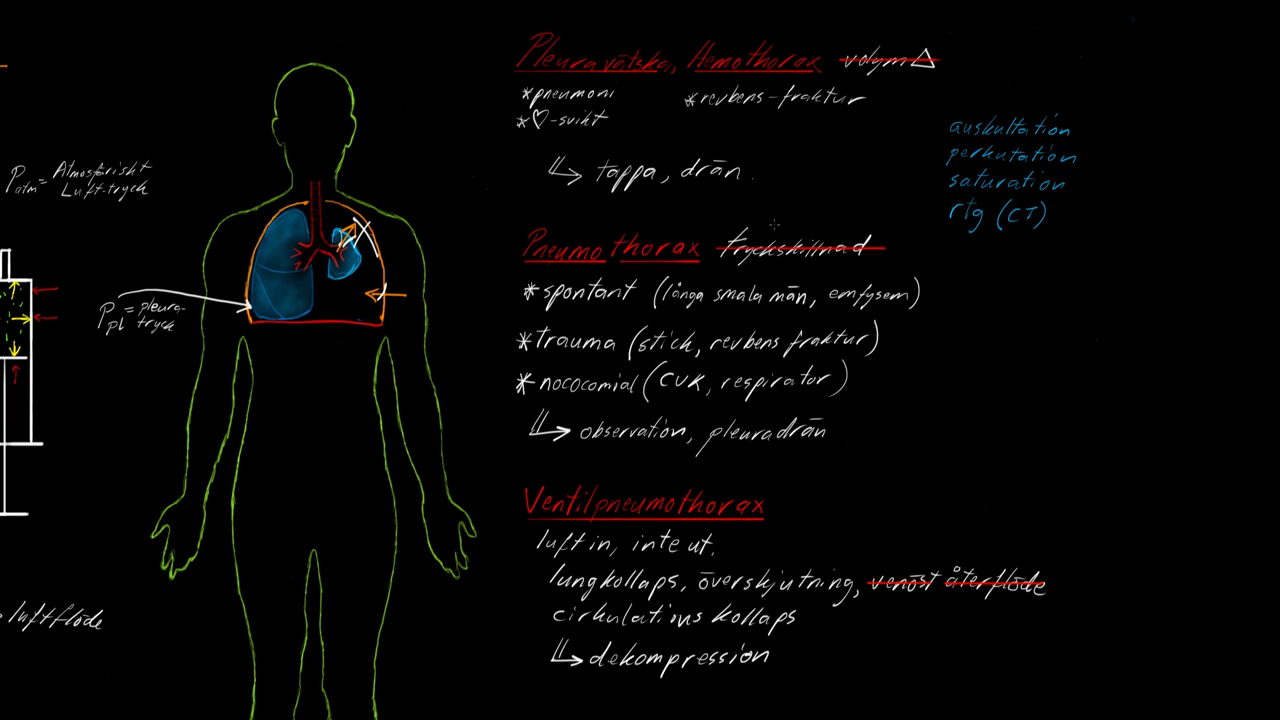 Pleuravätska, Hemothorax volym Δ
*pneumoni *revbens-fraktur
*♡-svikt
↳ tappa, drän
auskultation
perkutation
saturation
rtg (CT)
Patm = Atmosfäriskt
Luft-tryck
Ppl = pleura-
tryck
luftflöde
Pneumothorax tryckskillnad
*spontant (långa smala män, emfysem)
*trauma (stick, revbens fraktur)
*nococomial (CVK, respirator)
↳ observation, pleuradrän
Ventilpneumothorax
luft in, inte ut,
lungkollaps, överskjutning, venöst återflöde
cirkulations kollaps
↳ dekompression